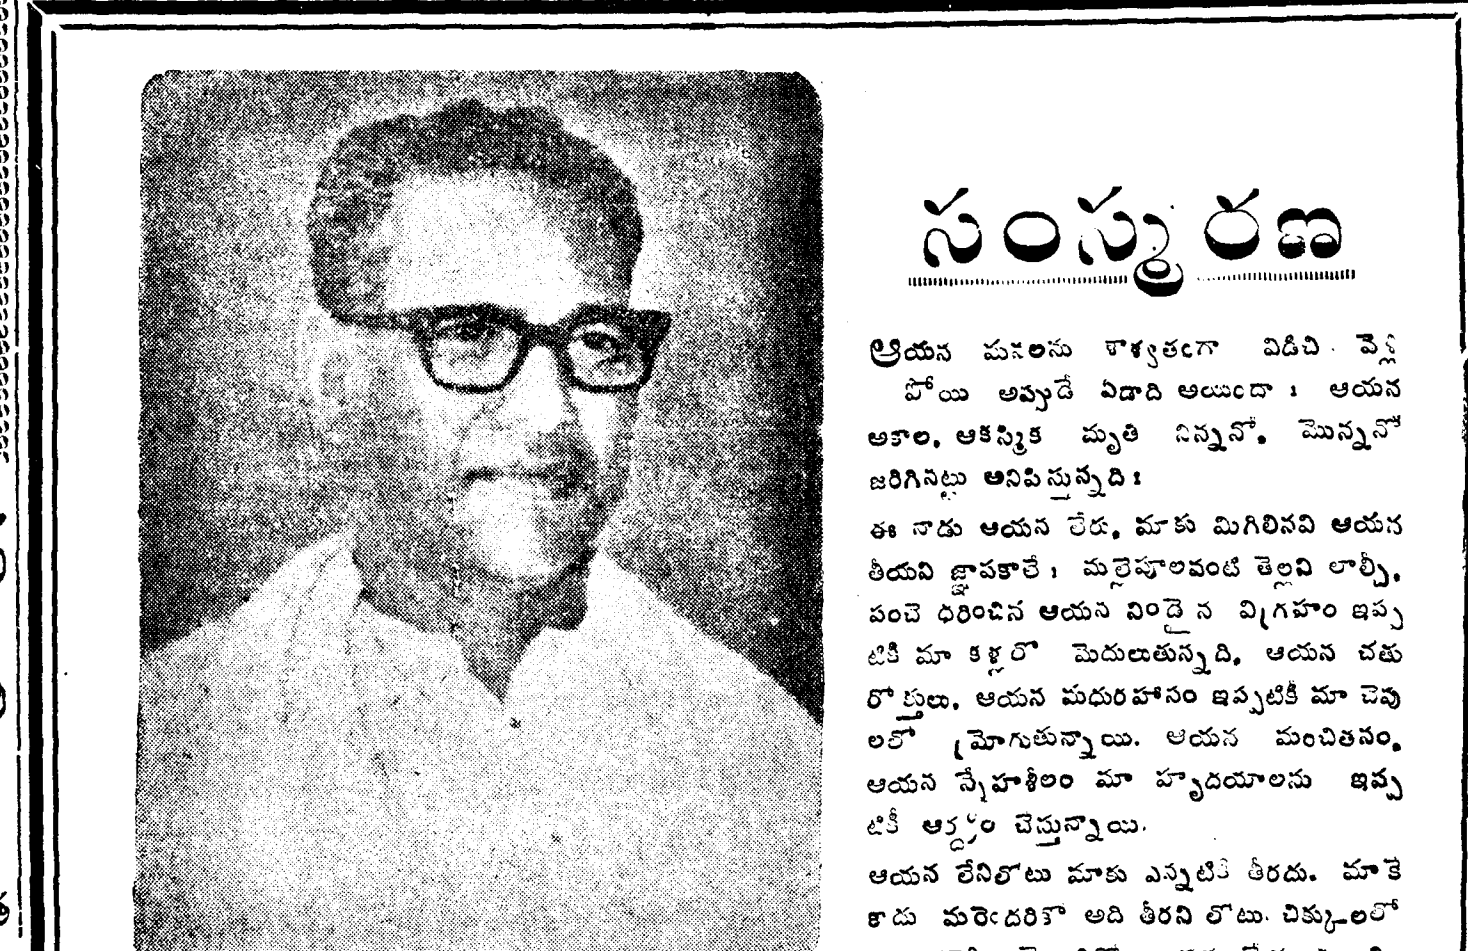 సంస్మరణ
ఆయన మనలను శాశ్వతంగా విడిచి వెళ్లి
పోయి అప్పుడే ఏడాది అయిందా ! ఆయన
అకాల, ఆకస్మిక మృతి నిన్ననో, మొన్ననో
జరిగినట్టు అనిపిస్తున్నది !
ఈ నాడు ఆయన లేరు, మాకు మిగిలినవి ఆయన
తీయని జ్ఞాపకాలే ! మల్లెపూలవంటి తెల్లని లాల్చీ,
పంచె ధరించిన ఆయన నిండైన విగ్రహం ఇప్ప
టికి మా కళ్లలో మెదులుతున్నది, ఆయన చతు
రోక్తులు, ఆయన మధురహాసం ఇప్పటికీ మా చెవు
లలో మ్రోగుతున్నాయి. ఆయన మంచితనం,
ఆయన స్నేహశీలం మా హృదయాలను ఇప్ప
టికీ ఆర్ద్రం చేస్తున్నాయి.
ఆయన లేనిలోటు మాకు ఎన్నటికీ తీరదు. మాకే
కాదు మరెందరికో అది తీరని లోటు. చిక్కులలో